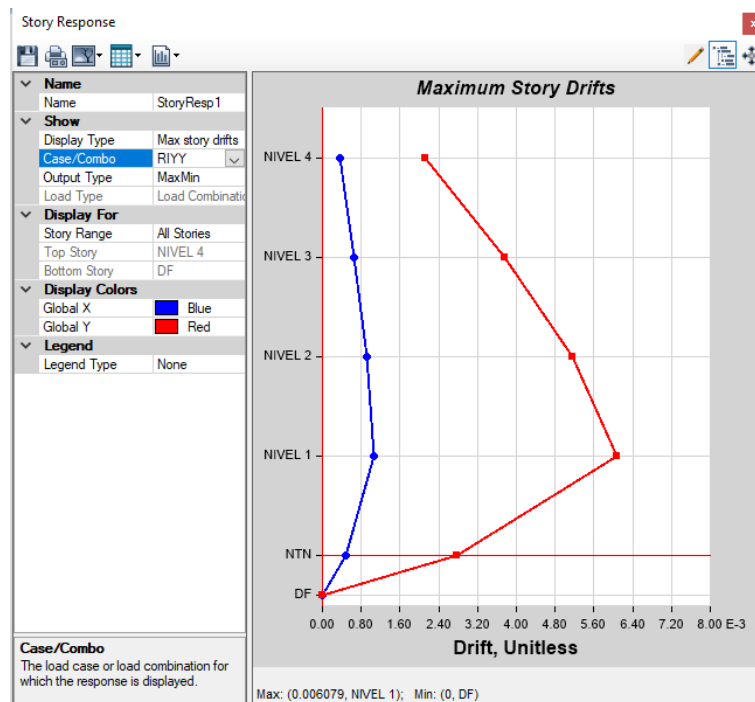 Story Response
Name
Name StoryResp1
Show
Display Type Max story drifts
Case/Combo RIYY
Output Type MaxMin
Load Type Load Combinatio
Display For
Story Range All Stories
Top Story NIVEL 4
Bottom Story DF
Display Colors
Global X Blue
Global Y Red
Legend
Legend Type None
Case/Combo
The load case or load combination for
which the response is displayed.
Maximum Story Drifts
NIVEL 4
NIVEL 3
NIVEL 2
NIVEL 1
NTN
DF
0.00 0.80 1.60 2.40 3.20 4.00 4.80 5.60 6.40 7.20 8.00 E-3
Drift, Unitless
Max: (0.006079, NIVEL 1); Min: (0, DF)